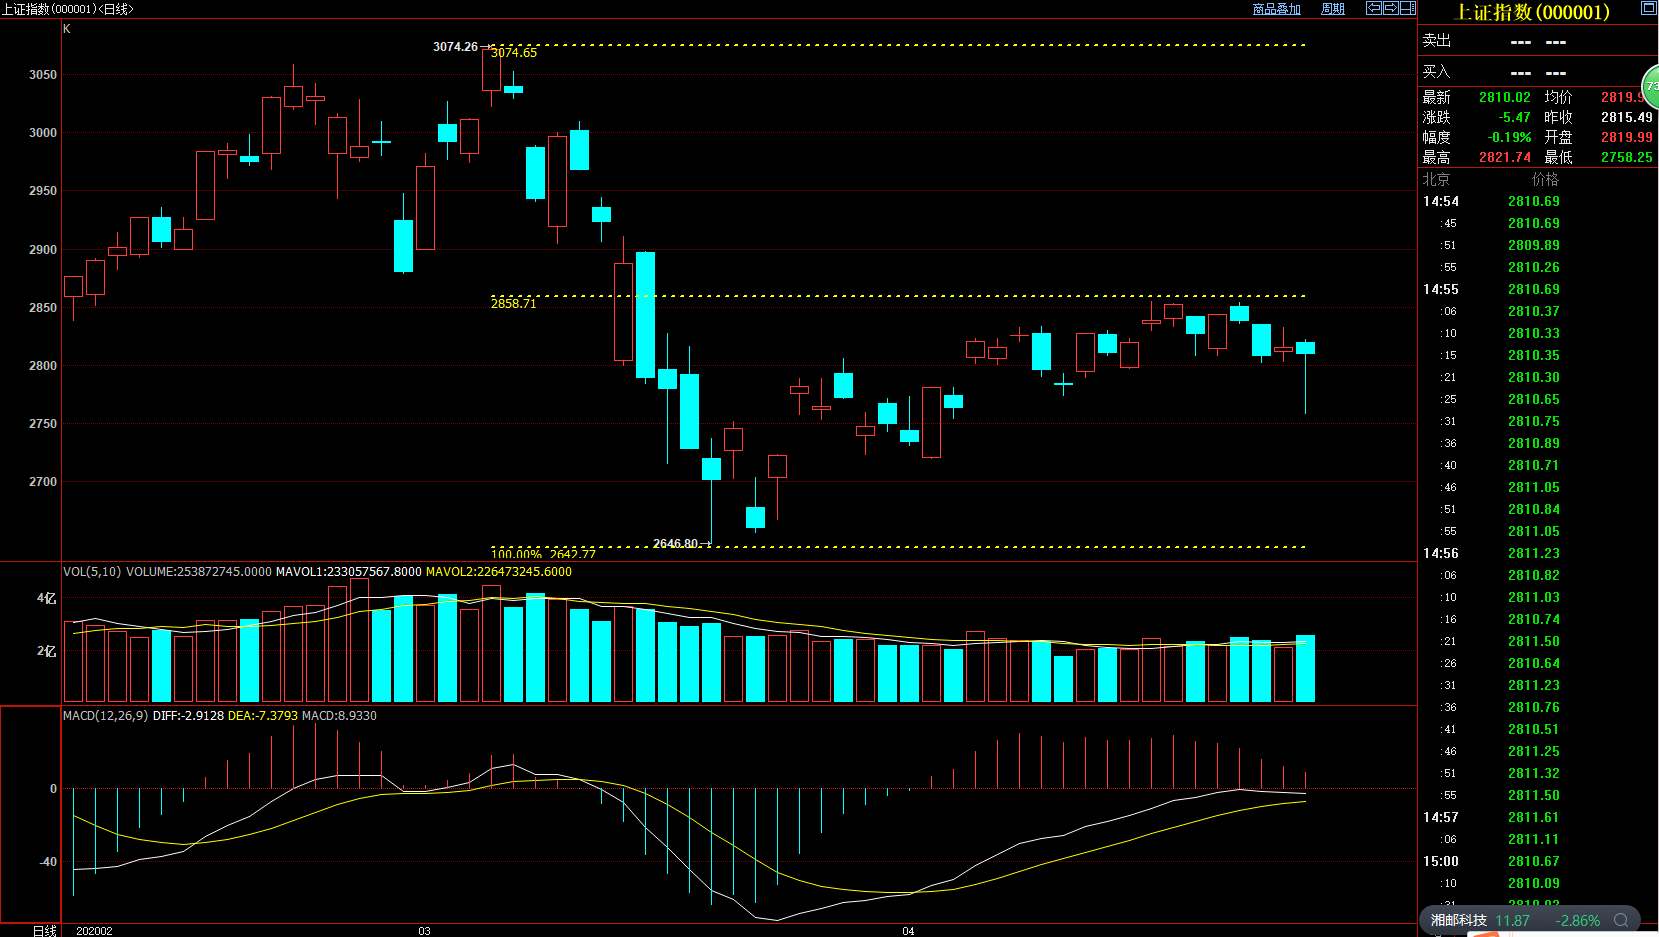 上证指数(000001)<日线>
商品叠加 周期
上证指数(000001)
K
3074.26
3074.65
3050
3000
2950
2900
2850
2800
2750
2700
2858.71
2646.80
100.00% 2642.77
卖出 --- ---
买入 --- ---
最新 2810.02 均价 2819.9
涨跌 -5.47 昨收 2815.49
幅度 -0.19% 开盘 2819.99
最高 2821.74 最低 2758.25
73
北京 价格
14:54 2810.69
:45 2810.69
:51 2809.89
:55 2810.26
14:55 2810.69
:06 2810.37
:10 2810.33
:15 2810.35
:21 2810.30
:25 2810.65
:31 2810.75
:36 2810.89
:40 2810.71
:46 2811.05
:51 2810.84
:55 2811.05
14:56 2811.23
:06 2810.82
:10 2811.03
:16 2810.74
:21 2811.50
:26 2810.64
:31 2811.23
:36 2810.76
:41 2810.51
:46 2811.25
:51 2811.32
:55 2811.50
14:57 2811.61
:06 2811.11
15:00 2810.67
:10 2810.09
VOL(5,10) VOLUME:253872745.0000 MAVOL1:233057567.8000 MAVOL2:226473245.6000
4亿
2亿
MACD(12,26,9) DIFF:-2.9128 DEA:-7.3793 MACD:8.9330
0
-40
日线 202002 03 04
湘邮科技 11.87 -2.86%